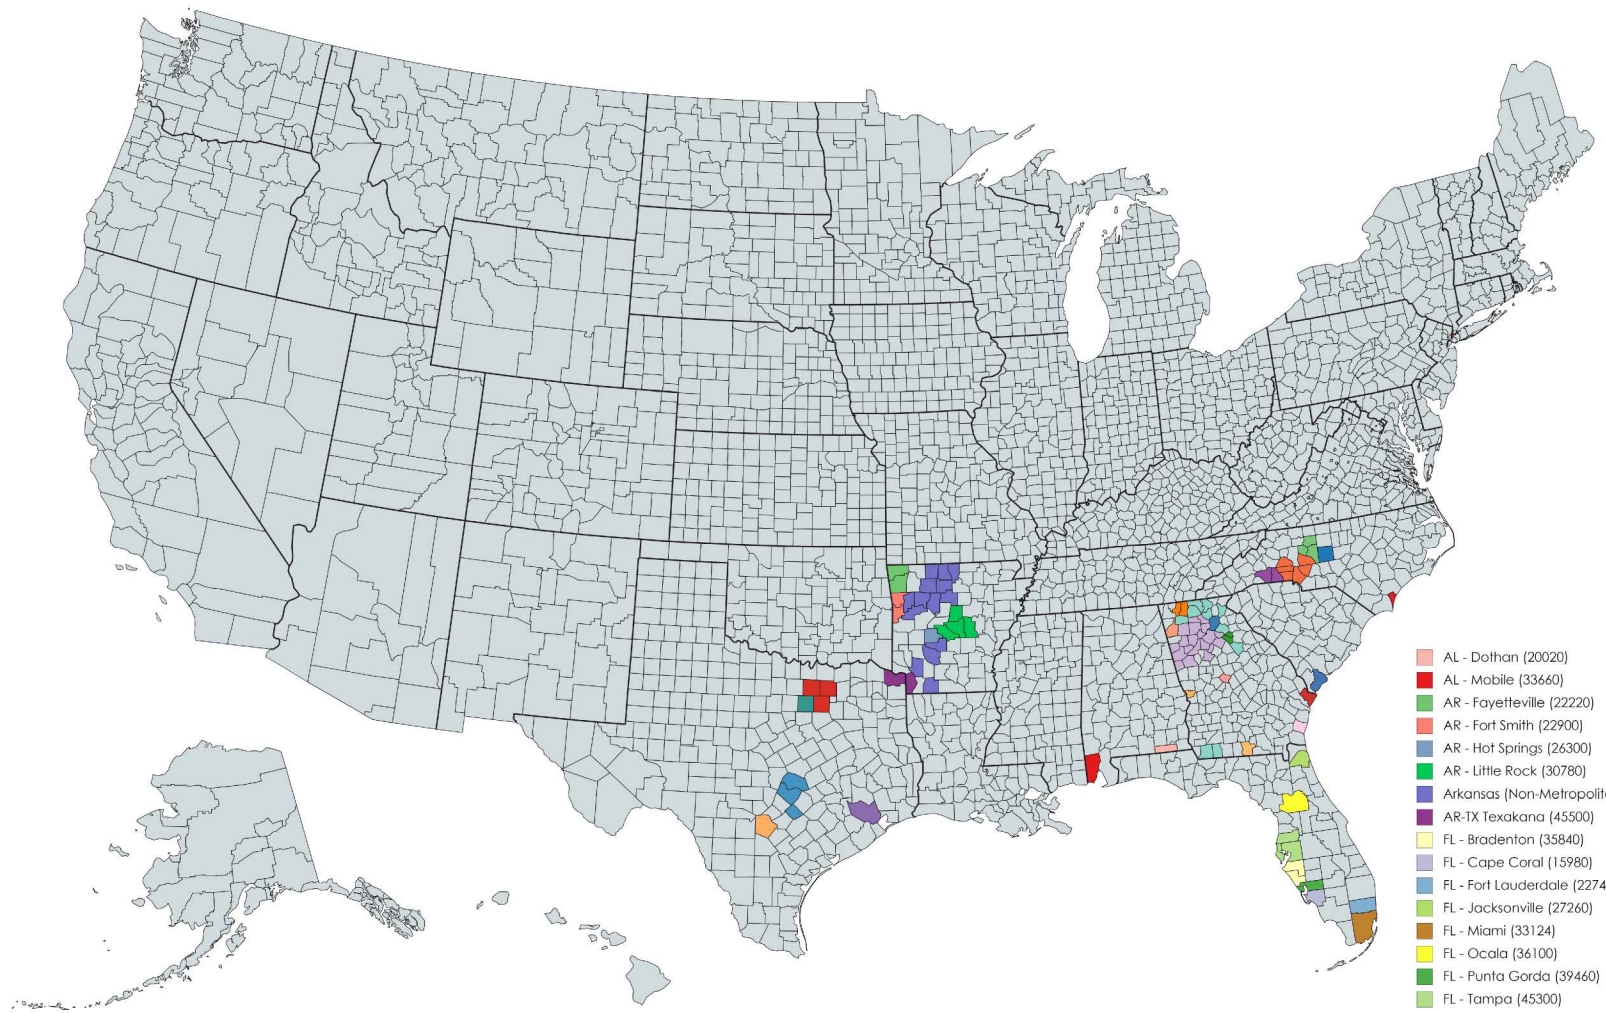 AL - Dothan (20020)
AL - Mobile (33660)
AR - Fayetteville (22220)
AR - Fort Smith (22900)
AR - Hot Springs (26300)
AR - Little Rock (30780)
Arkansas (Non-Metropolit
AR-TX Texakana (45500)
FL - Bradenton (35840)
FL - Cape Coral (15980)
FL - Fort Lauderdale (2274
FL - Jacksonville (27260)
FL - Miami (33124)
FL - Ocala (36100)
FL - Punta Gorda (39460)
FL - Tampa (45300)